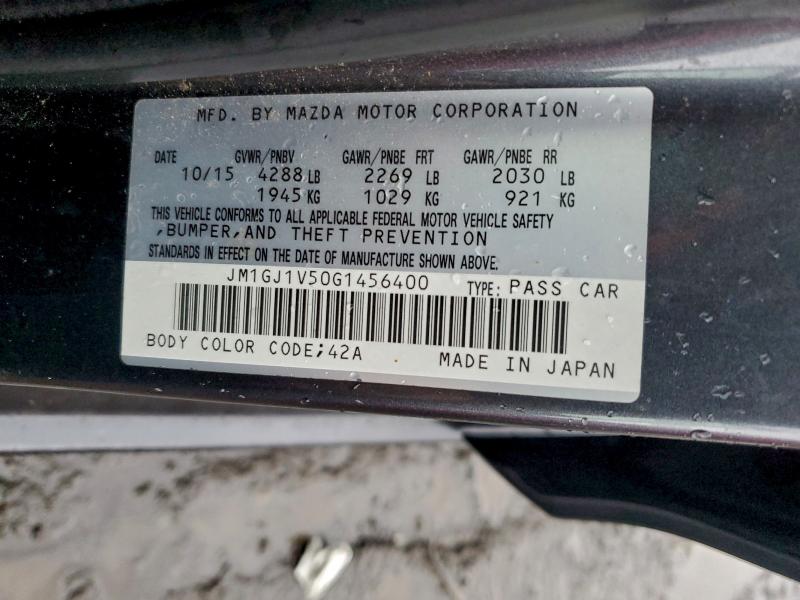 MFD. BY MAZDA MOTOR CORPORATION
DATE GVWR/PNBV GAWR/PNBE FRT GAWR/PNBE RR
10/15 4288 LB 2269 LB 2030 LB
1945 KG 1029 KG 921 KG
THIS VEHICLE CONFORMS TO ALL APPLICABLE FEDERAL MOTOR VEHICLE SAFETY
,BUMPER,AND THEFT PREVENTION
STANDARDS IN EFFECT ON THE DATE OF MANUFACTURE SHOWN ABOVE.
JM1GJ1V50G1456400 TYPE: PASS CAR
BODY COLOR CODE;42A MADE IN JAPAN